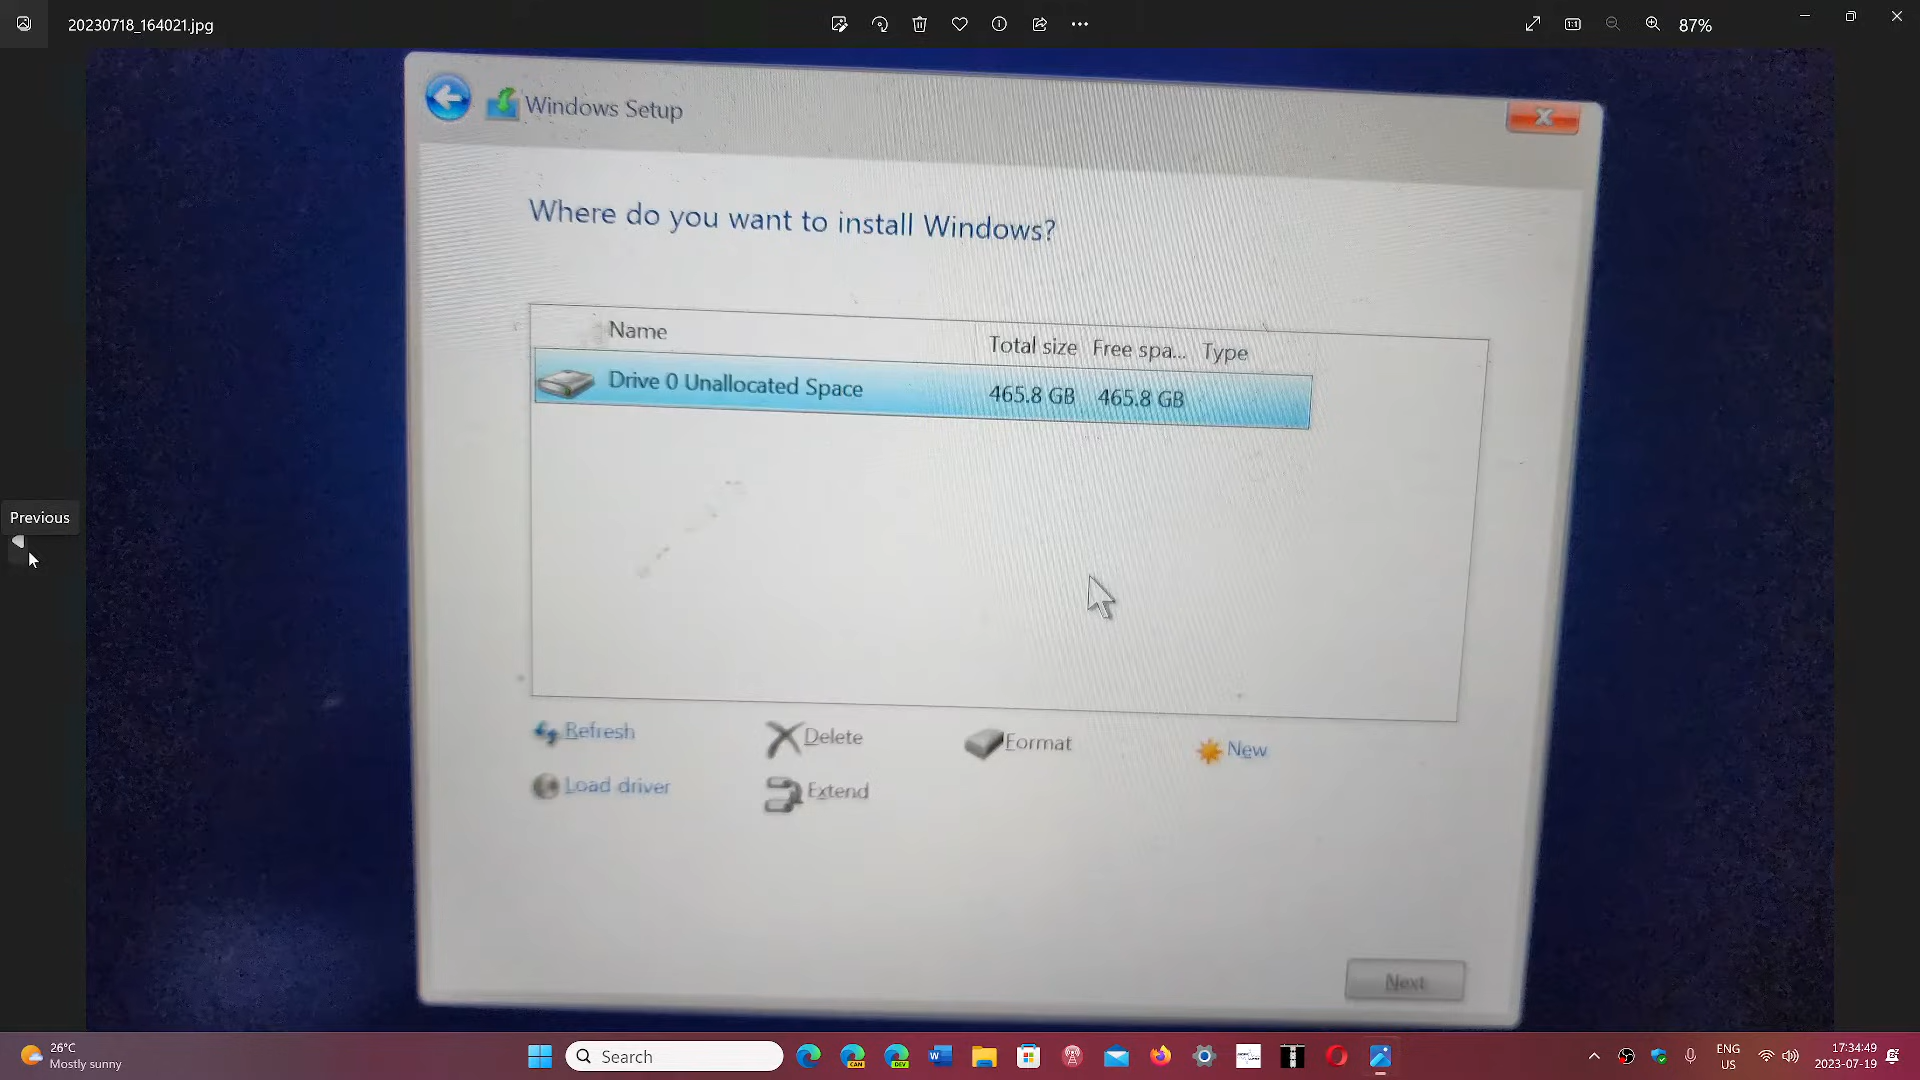 20230718_164021.jpg
87%
Windows Setup
Where do you want to install Windows?
Name Total size Free spa... Type
Drive 0 Unallocated Space 465.8 GB 465.8 GB
Previous
Refresh Delete Format New
Load driver Extend
Next
26°C
Mostly sunny
Search
CAN
DEV
ENG
US
17:34:49
2023-07-19